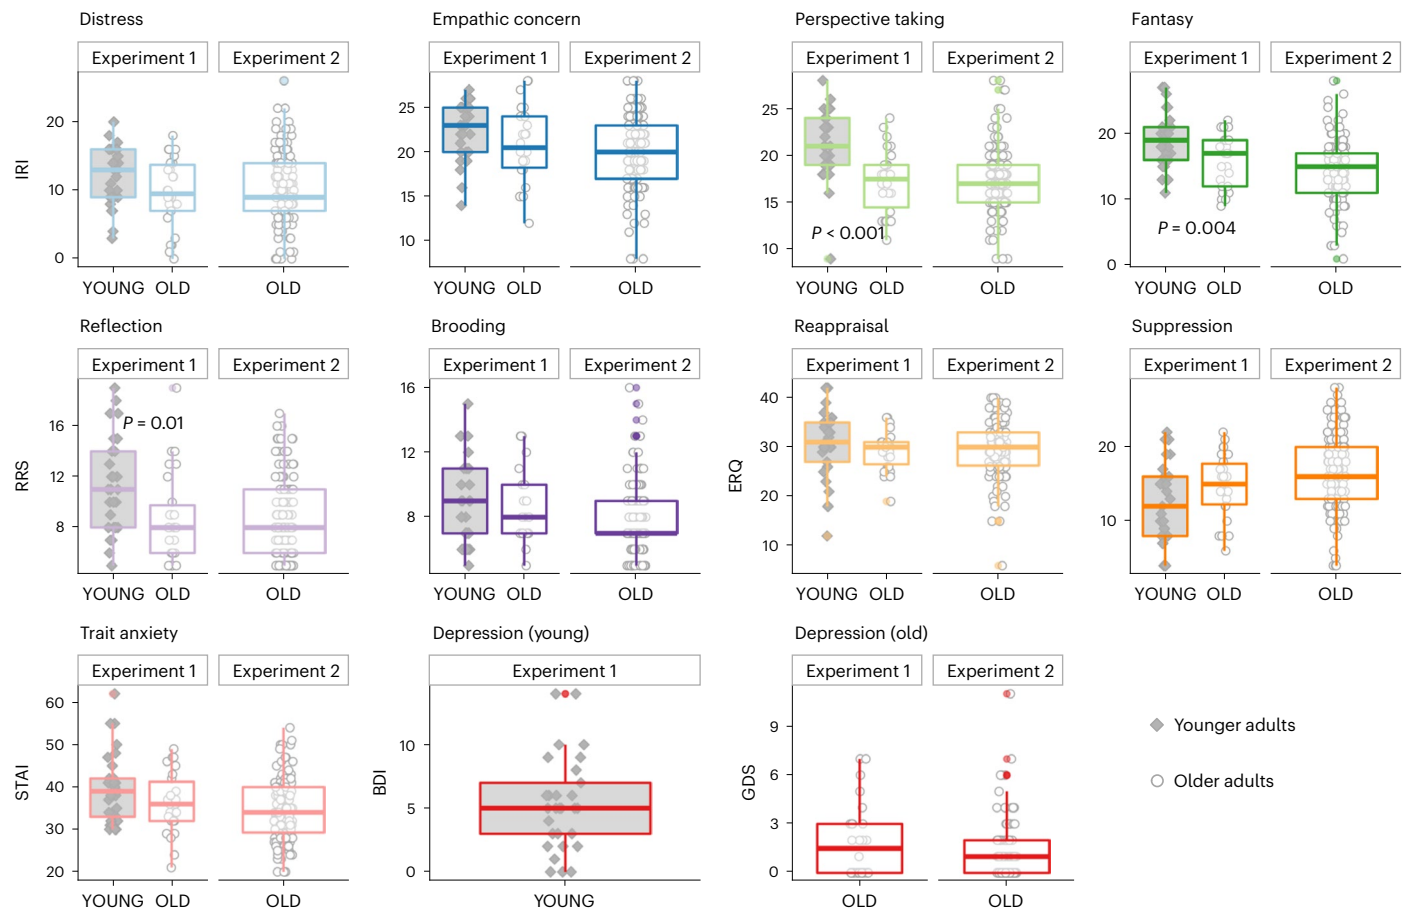 Distress Empathic concern Perspective taking Fantasy
Experiment 1 Experiment 2 Experiment 1 Experiment 2 Experiment 1 Experiment 2 Experiment 1 Experiment 2
IRI
20
10
0
25
20
15
10
25
20
15
10
20
10
0
P < 0.001
P = 0.004
YOUNG OLD OLD YOUNG OLD OLD YOUNG OLD OLD YOUNG OLD OLD
Reflection Brooding Reappraisal Suppression
Experiment 1 Experiment 2 Experiment 1 Experiment 2 Experiment 1 Experiment 2 Experiment 1 Experiment 2
RRS
16
12
8
P = 0.01
16
12
8
ERQ
40
30
20
10
20
10
YOUNG OLD OLD YOUNG OLD OLD YOUNG OLD OLD YOUNG OLD OLD
Trait anxiety Depression (young) Depression (old)
Experiment 1 Experiment 2 Experiment 1 Experiment 1 Experiment 2
STAI
60
50
40
30
20
BDI
10
5
0
GDS
9
6
3
0
Younger adults
Older adults
YOUNG OLD OLD YOUNG OLD OLD